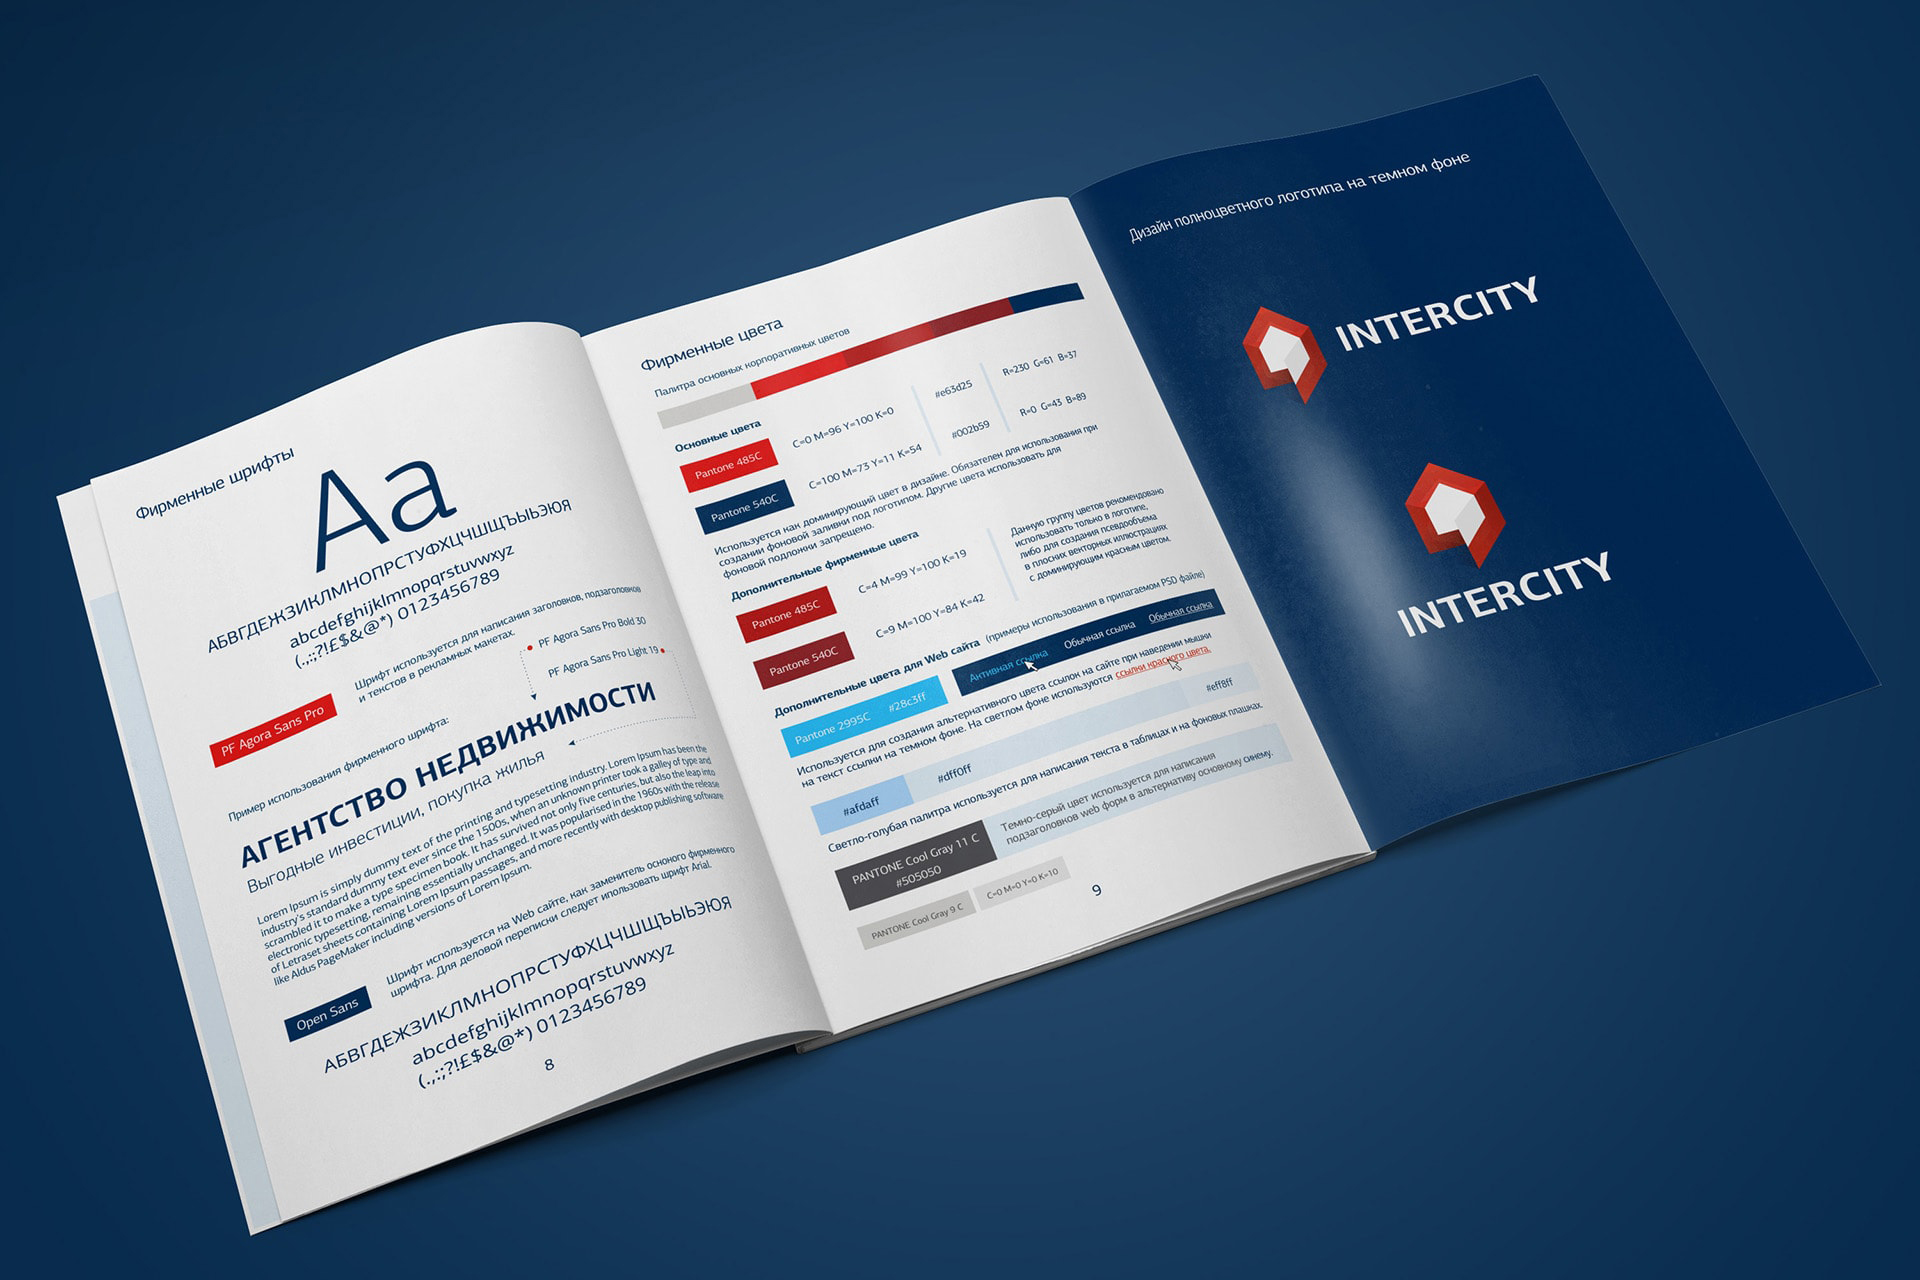 Фирменные шрифты
Aa
АБВГДЕЖЗИКЛМНОПРСТУФХЦЧШЩЪЫЬЭЮЯ
abcdefghijklmnopqrstuvwxyz
(.,:;?!£$&@*) 0123456789
PF Agora Sans Pro
Шрифт используется для написания заголовков, подзаголовков
и текстов в рекламных макетах.
PF Agora Sans Pro Bold 30
PF Agora Sans Pro Light 19
Пример использования фирменного шрифта:
АГЕНТСТВО НЕДВИЖИМОСТИ
Выгодные инвестиции, покупка жилья
Lorem Ipsum is simply dummy text of the printing and typesetting industry. Lorem Ipsum has been the
industry's standard dummy text ever since the 1500s, when an unknown printer took a galley of type and
scrambled it to make a type specimen book. It has survived not only five centuries, but also the leap into
electronic typesetting, remaining essentially unchanged. It was popularised in the 1960s with the release
of Letraset sheets containing Lorem Ipsum passages, and more recently with desktop publishing software
like Aldus PageMaker including versions of Lorem Ipsum.
Open Sans
Шрифт используется на Web сайте, как заменитель осоного фирменного
шрифта. Для деловой переписки следует ипользовать шрифт Arial.
АБВГДЕЖЗИКЛМНОПРСТУФХЦЧШЩЪЫЬЭЮЯ
abcdefghijklmnopqrstuvwxyz
(.,:;?!£$&@*) 0123456789
8
Фирменные цвета
Палитра основных корпоративных цветов
Основные цвета
Pantone 485C
C=0 M=96 Y=100 K=0
#e63d25
R=230 G=61 B=37
Pantone 540C
C=100 M=73 Y=11 K=54
#002b59
R=0 G=43 B=89
Используется как доминирующий цвет в дизайне. Обязателен для использования при
создании фоновой заливки под логотипом. Другие цвета использовать для
фоновой подложки запрещено.
Дополнительные фирменные цвета
Pantone 485C
C=4 M=99 Y=100 K=19
Pantone 540C
C=9 M=100 Y=84 K=42
Данную группу цветов рекомендовано
использовать только в логотипе,
либо для создания псевдообъема
в плоских векторных иллюстрациях
с доминирующим красным цветом.
Дополнительные цвета для Web сайта (примеры использования в прилагаемом PSD файле)
Pantone 2995C #28c3ff
Активная ссылка Обычная ссылка Обычная ссылка
Используется для создания альтернативного цвета ссылок на сайте при наведении мышки
на текст ссылки на темном фоне. На светлом фоне используются ссылки красного цвета.
#afdaff
#dff0ff
#eff8ff
Светло-голубая палитра используется для написания текста в таблицах и на фоновых плашках.
PANTONE Cool Gray 11 C
#505050
Темно-серый цвет используется для написания
подзаголовков web форм в альтернативу основному синему.
PANTONE Cool Gray 9 C
C=0 M=0 Y=0 K=10
9
Дизайн полноцветного логотипа на темном фоне
INTERCITY
INTERCITY